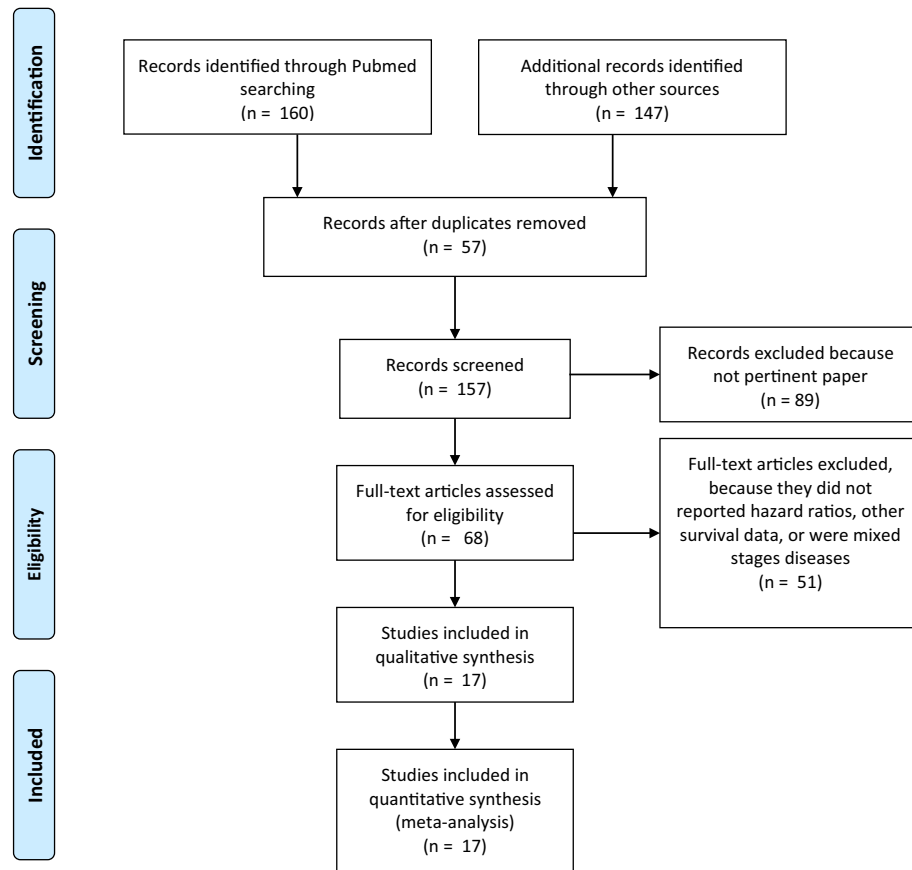 Identification
Records identified through Pubmed
searching
(n = 160)
Additional records identified
through other sources
(n = 147)
Records after duplicates removed
(n = 57)
Screening
Records screened
(n = 157)
Records excluded because
not pertinent paper
(n = 89)
Eligibility
Full-text articles assessed
for eligibility
(n = 68)
Full-text articles excluded,
because they did not
reported hazard ratios, other
survival data, or were mixed
stages diseases
(n = 51)
Studies included in
qualitative synthesis
(n = 17)
Included
Studies included in
quantitative synthesis
(meta-analysis)
(n = 17)